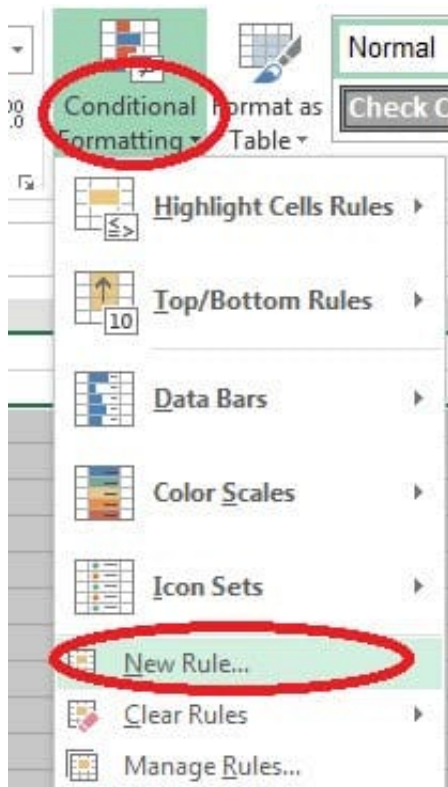 Normal
Conditional Format as Check
Formatting Table
Highlight Cells Rules
10
Top/Bottom Rules
Data Bars
Color Scales
Icon Sets
New Rule...
Clear Rules
Manage Rules...